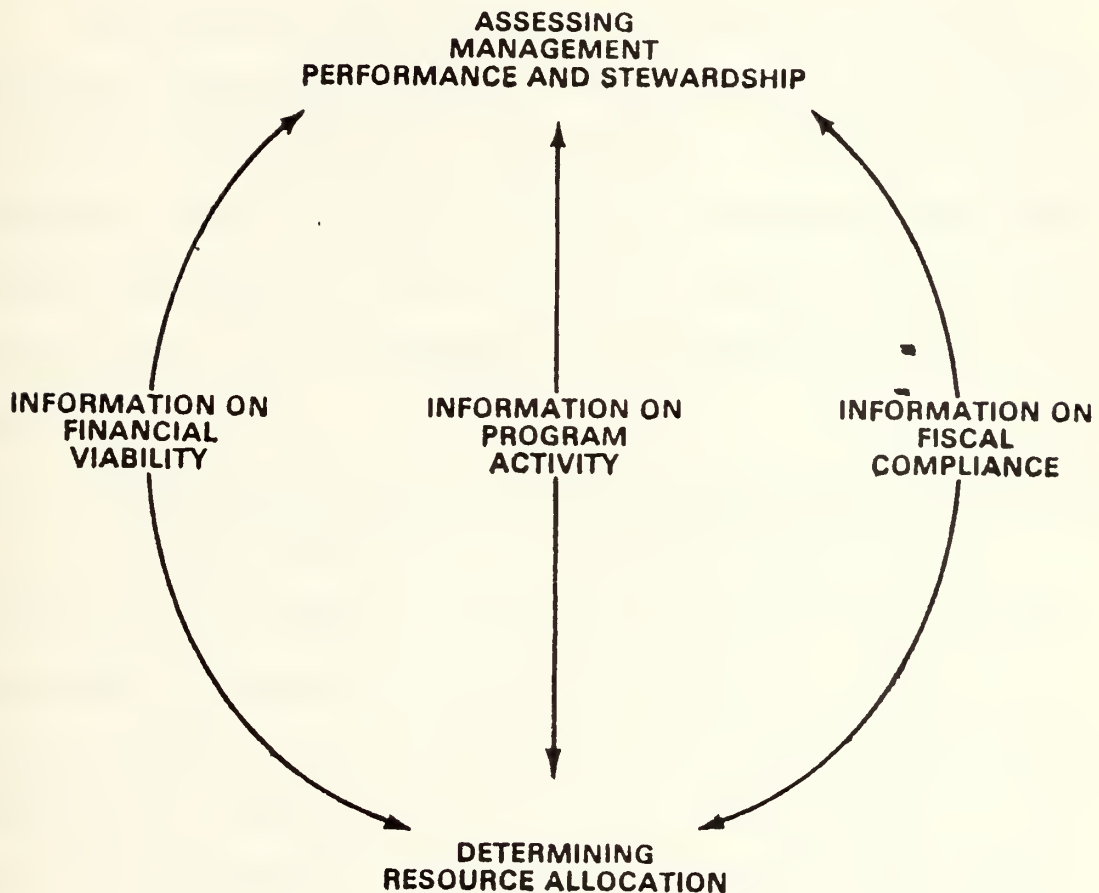 ASSESSING
MANAGEMENT
PERFORMANCE AND STEWARDSHIP
INFORMATION ON
FINANCIAL
VIABILITY
INFORMATION ON
PROGRAM
ACTIVITY
INFORMATION ON
FISCAL
COMPLIANCE
DETERMINING
RESOURCE ALLOCATION